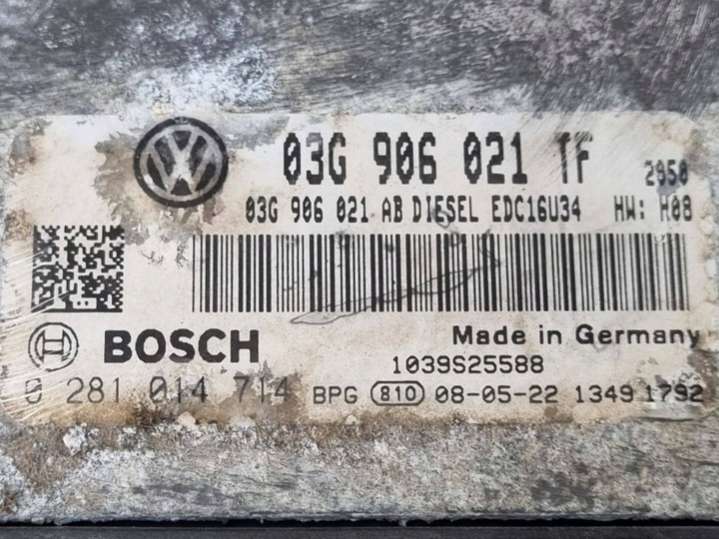 03G 906 021 TF 2950
03G 906 021 AB DIESEL EDC16U34 HW: H08
BOSCH Made in Germany
1039S25588
0 281 014 714 BPG 810 08-05-22 1349 1792